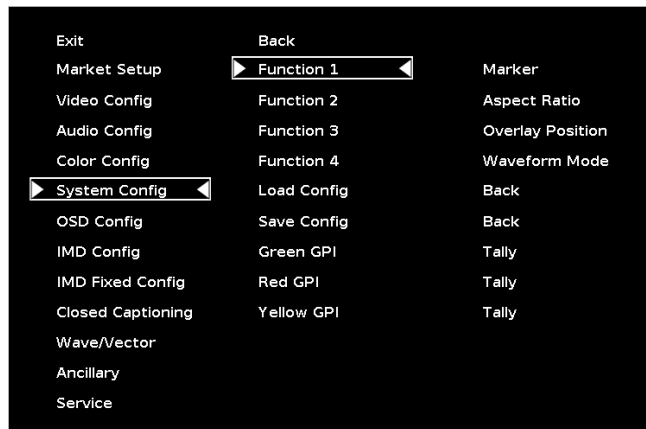 Exit Back
Market Setup Function 1 Marker
Video Config Function 2 Aspect Ratio
Audio Config Function 3 Overlay Position
Color Config Function 4 Waveform Mode
System Config Load Config Back
OSD Config Save Config Back
IMD Config Green GPI Tally
IMD Fixed Config Red GPI Tally
Closed Captioning Yellow GPI Tally
Wave/Vector
Ancillary
Service